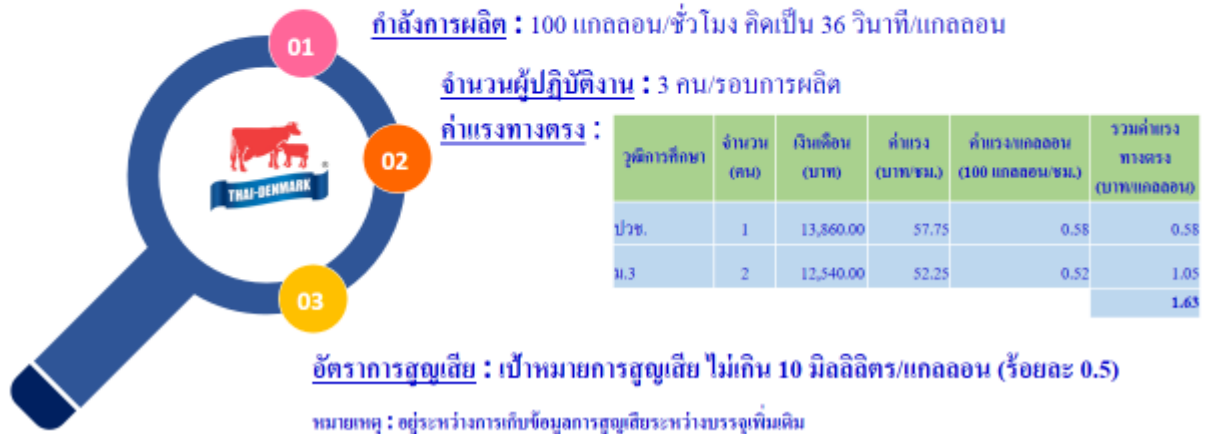 01
กำลังการผลิต : 100 แกลลอน/ชั่วโมง คิดเป็น 36 วินาที/แกลลอน
จำนวนผู้ปฏิบัติงาน : 3 คน/รอบการผลิต
02
ค่าแรงทางตรง :
วุฒิการศึกษา จำนวน (คน) เงินเดือน (บาท) ค่าแรง (บาท/ชม.) ค่าแรง/แกลลอน (100 แกลลอน/ชม.) รวมค่าแรงทางตรง (บาท/แกลลอน)
ปวช. 1 13,860.00 57.75 0.58 0.58
ม.3 2 12,540.00 52.25 0.52 1.05
1.63
THAI-DENMARK
03
อัตราการสูญเสีย : เป้าหมายการสูญเสีย ไม่เกิน 10 มิลลิลิตร/แกลลอน (ร้อยละ 0.5)
หมายเหตุ : อยู่ระหว่างการเก็บข้อมูลการสูญเสียระหว่างบรรจุเพิ่มเติม